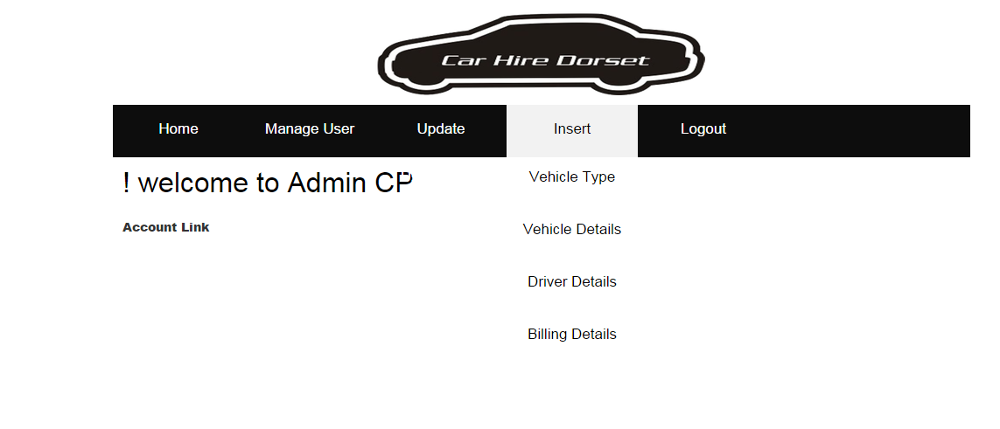 Car Hire Dorset
Home Manage User Update Insert Logout
! welcome to Admin CP
Vehicle Type
Account Link
Vehicle Details
Driver Details
Billing Details